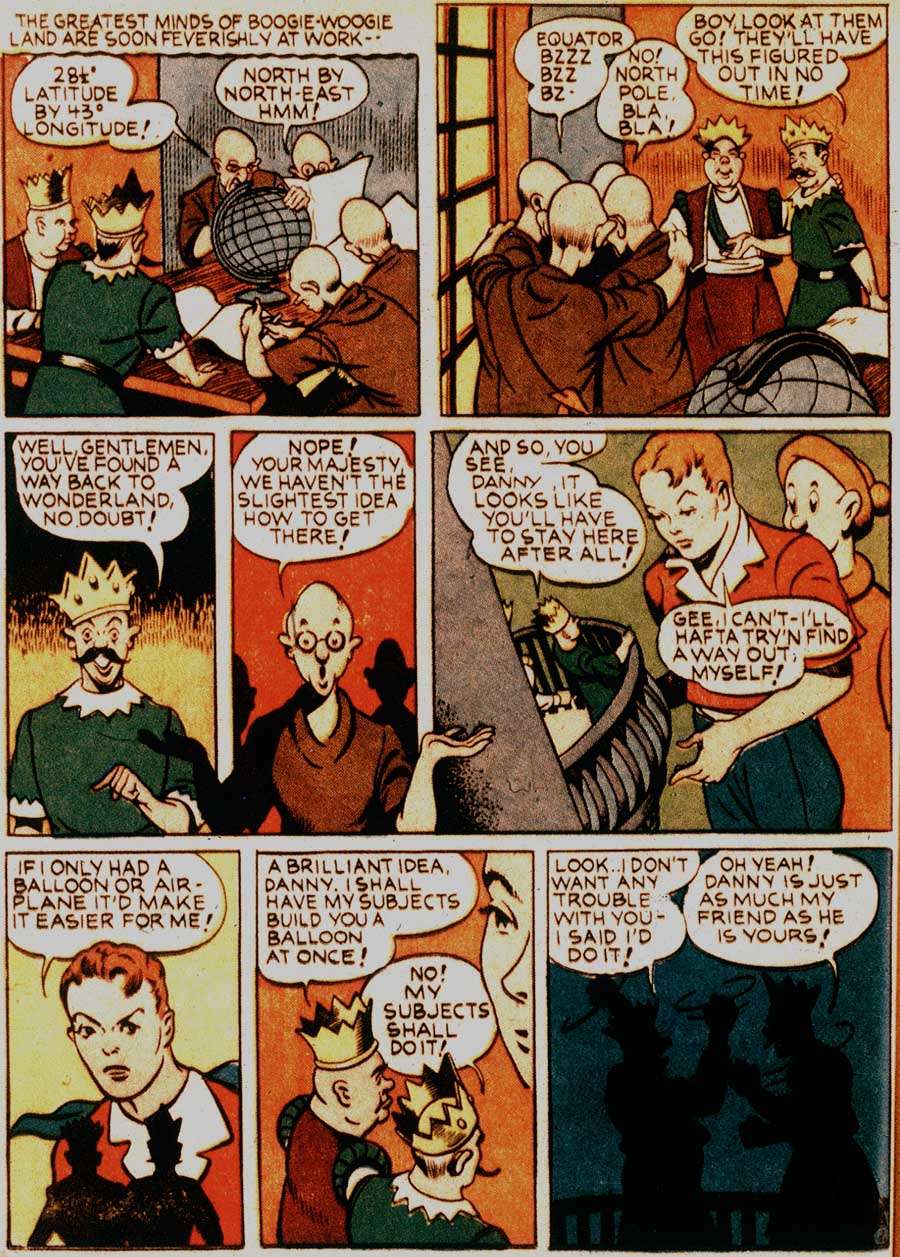 THE GREATEST MINDS OF BOOGIE-WOOGIE
LAND ARE SOON FEVERISHLY AT WORK--
28½°
LATITUDE
BY 43°
LONGITUDE!
NORTH BY
NORTH-EAST
HMM!
EQUATOR
BZZZ
BZZ
BZ-
NO!
NORTH
POLE,
BLA,
BLA!
BOY, LOOK AT THEM
GO! THEY'LL HAVE
THIS FIGURED
OUT IN NO
TIME!
WELL, GENTLEMEN,
YOU'VE FOUND A
WAY BACK TO
WONDERLAND,
NO DOUBT!
NOPE!
YOUR MAJESTY,
WE HAVEN'T THE
SLIGHTEST IDEA
HOW TO GET
THERE!
AND SO, YOU
SEE,
DANNY IT
LOOKS LIKE
YOU'LL HAVE
TO STAY HERE
AFTER ALL!
GEE, I CAN'T-I'LL
HAFTA TRY'N FIND
A WAY OUT,
MYSELF!
IF I ONLY HAD A
BALLOON OR AIR-
PLANE IT'D MAKE
IT EASIER FOR ME!
A BRILLIANT IDEA,
DANNY. I SHALL
HAVE MY SUBJECTS
BUILD YOU A
BALLOON
AT ONCE!
NO!
MY
SUBJECTS
SHALL
DO IT!
LOOK..I DON'T
WANT ANY
TROUBLE
WITH YOU-
I SAID I'D
DO IT!
OH YEAH!
DANNY IS JUST
AS MUCH MY
FRIEND AS HE
IS YOURS!